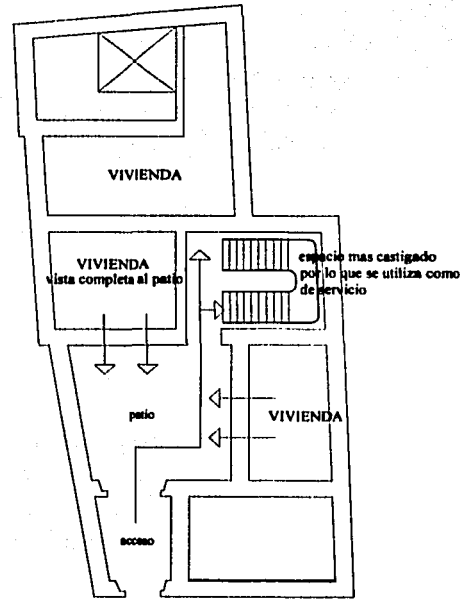 VIVIENDA
VIVIENDA
vista completa al patio
espacio mas castigado
por lo que se utiliza como
de servicio
patio
VIVIENDA
acceso